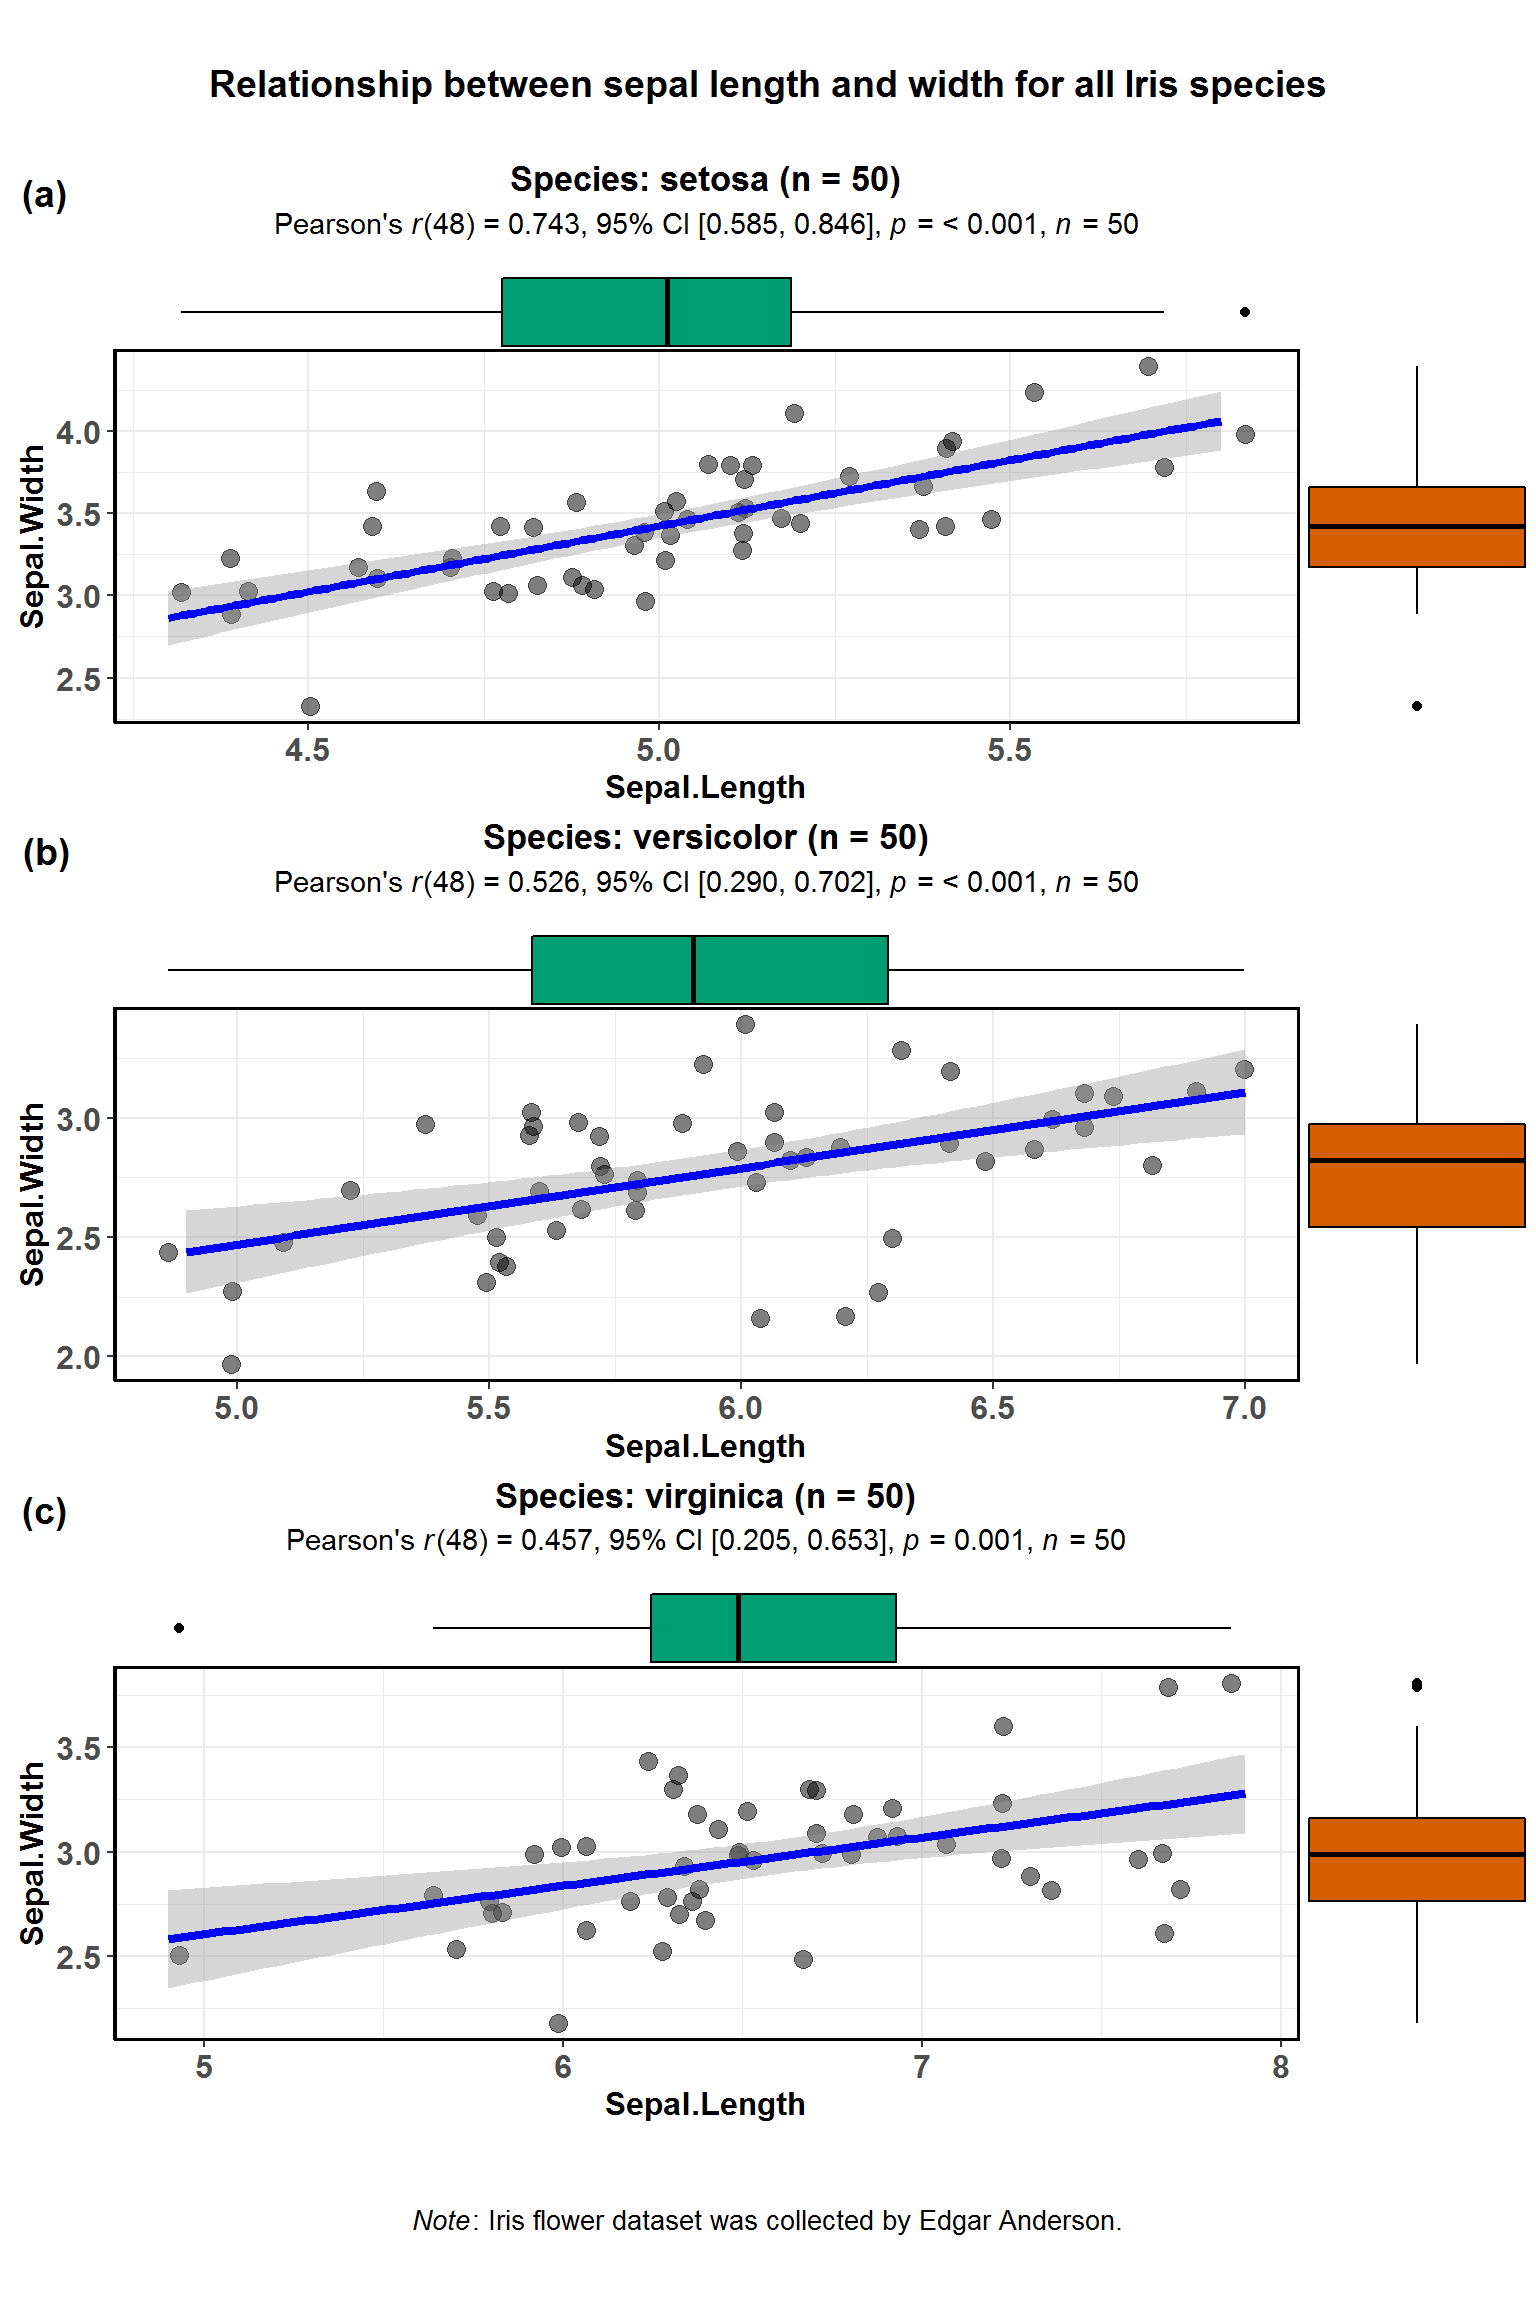 Relationship between sepal length and width for all Iris species
(a)
Species: setosa (n = 50)
Pearson's r(48) = 0.743, 95% CI [0.585, 0.846], p = < 0.001, n = 50
Sepal.Width
4.0
3.5
3.0
2.5
4.5 5.0 5.5
Sepal.Length
(b)
Species: versicolor (n = 50)
Pearson's r(48) = 0.526, 95% CI [0.290, 0.702], p = < 0.001, n = 50
Sepal.Width
3.0
2.5
2.0
5.0 5.5 6.0 6.5 7.0
Sepal.Length
(c)
Species: virginica (n = 50)
Pearson's r(48) = 0.457, 95% CI [0.205, 0.653], p = 0.001, n = 50
Sepal.Width
3.5
3.0
2.5
5 6 7 8
Sepal.Length
Note: Iris flower dataset was collected by Edgar Anderson.